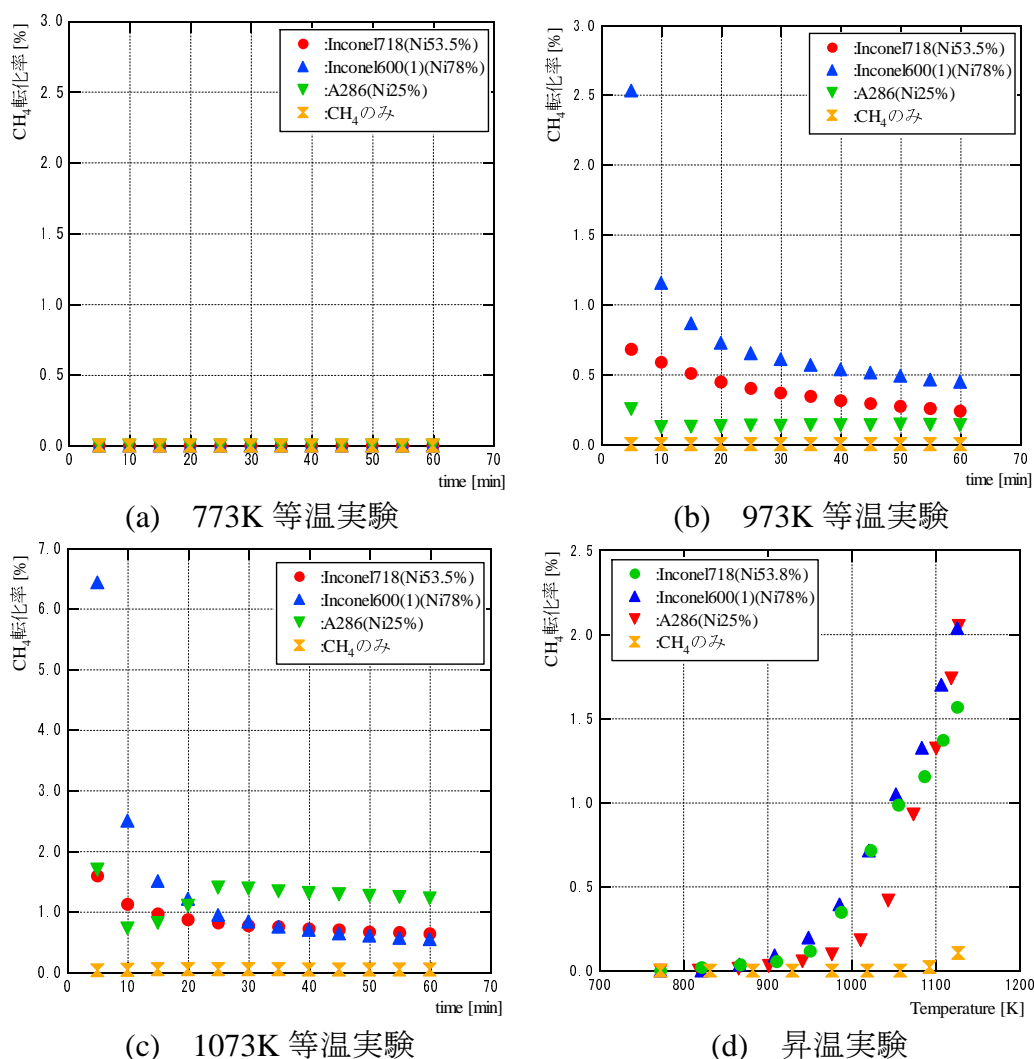 3.0
2.5
2.0
1.5
1.0
0.5
0.0
CH4転化率 [%]
:Inconel718(Ni53.5%)
:Inconel600(1)(Ni78%)
:A286(Ni25%)
:CH4のみ
0 10 20 30 40 50 60 70
time [min]
(a) 773K 等温実験
3.0
2.5
2.0
1.5
1.0
0.5
0.0
CH4転化率 [%]
:Inconel718(Ni53.5%)
:Inconel600(1)(Ni78%)
:A286(Ni25%)
:CH4のみ
0 10 20 30 40 50 60 70
time [min]
(b) 973K 等温実験
7.0
6.0
5.0
4.0
3.0
2.0
1.0
0.0
CH4転化率 [%]
:Inconel718(Ni53.5%)
:Inconel600(1)(Ni78%)
:A286(Ni25%)
:CH4のみ
0 10 20 30 40 50 60 70
time [min]
(c) 1073K 等温実験
2.5
2.0
1.5
1.0
0.5
0.0
CH4転化率 [%]
:Inconel718(Ni53.8%)
:Inconel600(1)(Ni78%)
:A286(Ni25%)
:CH4のみ
700 800 900 1000 1100 1200
Temperature [K]
(d) 昇温実験